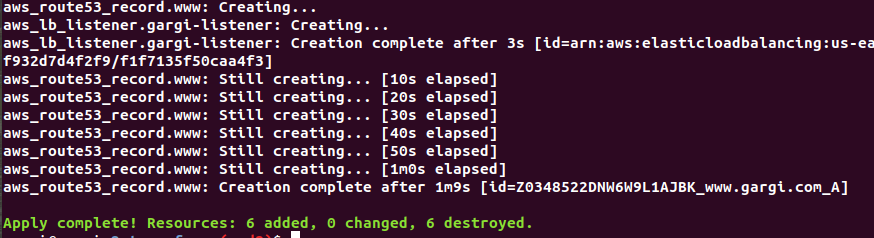 aws_route53_record.www: Creating...
aws_lb_listener.gargi-listener: Creating...
aws_lb_listener.gargi-listener: Creation complete after 3s [id=arn:aws:elasticloadbalancing:us-ea
f932d7d4f2f9/f1f7135f50caa4f3]
aws_route53_record.www: Still creating... [10s elapsed]
aws_route53_record.www: Still creating... [20s elapsed]
aws_route53_record.www: Still creating... [30s elapsed]
aws_route53_record.www: Still creating... [40s elapsed]
aws_route53_record.www: Still creating... [50s elapsed]
aws_route53_record.www: Still creating... [1m0s elapsed]
aws_route53_record.www: Creation complete after 1m9s [id=Z0348522DNW6W9L1AJBK_www.gargi.com_A]
Apply complete! Resources: 6 added, 0 changed, 6 destroyed.